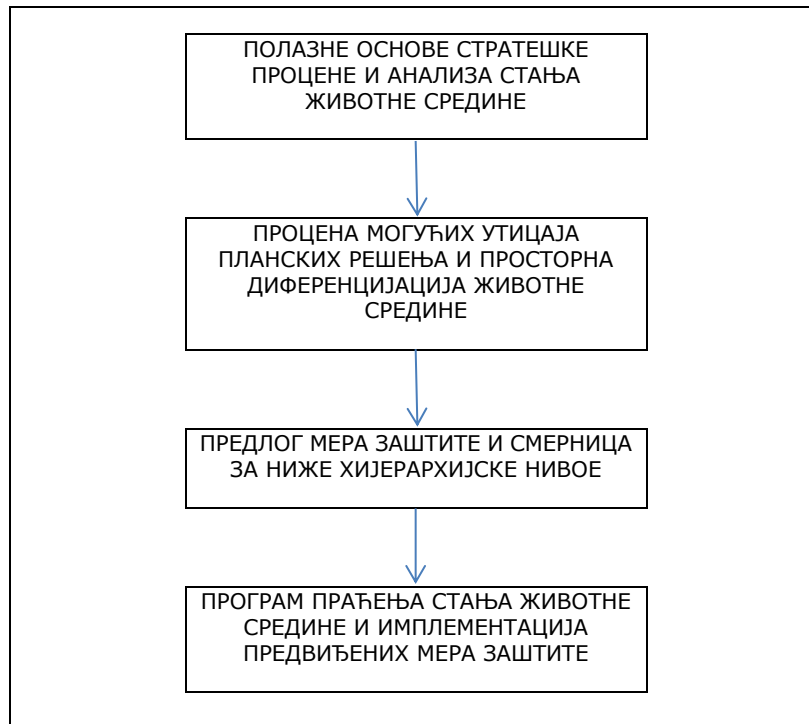 ПОЛАЗНЕ ОСНОВЕ СТРАТЕШКЕ
ПРОЦЕНЕ И АНАЛИЗА СТАЊА
ЖИВОТНЕ СРЕДИНЕ
ПРОЦЕНА МОГУЋИХ УТИЦАЈА
ПЛАНСКИХ РЕШЕЊА И ПРОСТОРНА
ДИФЕРЕНЦИЈАЦИЈА ЖИВОТНЕ
СРЕДИНЕ
ПРЕДЛОГ МЕРА ЗАШТИТЕ И СМЕРНИЦА
ЗА НИЖЕ ХИЈЕРАРХИЈСКЕ НИВОЕ
ПРОГРАМ ПРАЋЕЊА СТАЊА ЖИВОТНЕ
СРЕДИНЕ И ИМПЛЕМЕНТАЦИЈА
ПРЕДВИЂЕНИХ МЕРА ЗАШТИТЕ